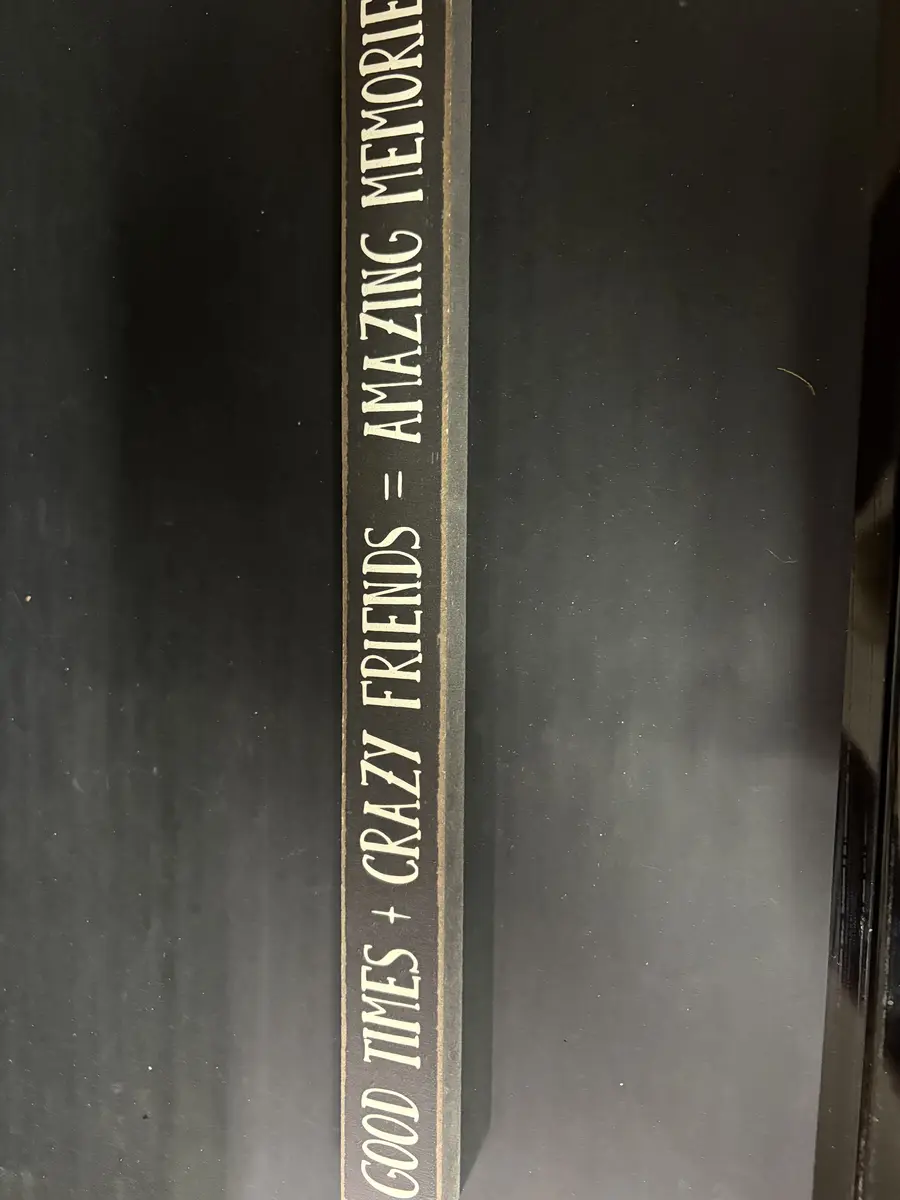 GOOD TIMES + CRAZY FRIENDS = AMAZING MEMORIE